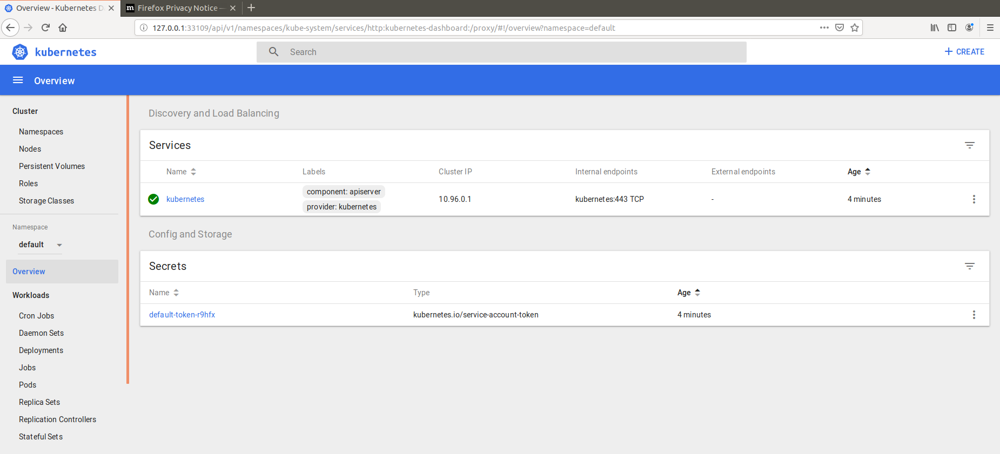 Overview - Kubernetes D
Firefox Privacy Notice —
127.0.0.1:33109/api/v1/namespaces/kube-system/services/http:kubernetes-dashboard:/proxy/#!/overview?namespace=default
kubernetes
Search
CREATE
Overview
Cluster
Namespaces
Nodes
Persistent Volumes
Roles
Storage Classes
Namespace
default
Overview
Workloads
Cron Jobs
Daemon Sets
Deployments
Jobs
Pods
Replica Sets
Replication Controllers
Stateful Sets
Discovery and Load Balancing
Services
Name Labels Cluster IP Internal endpoints External endpoints Age
kubernetes component: apiserver 10.96.0.1 kubernetes:443 TCP - 4 minutes
provider: kubernetes
Config and Storage
Secrets
Name Type Age
default-token-r9hfx kubernetes.io/service-account-token 4 minutes